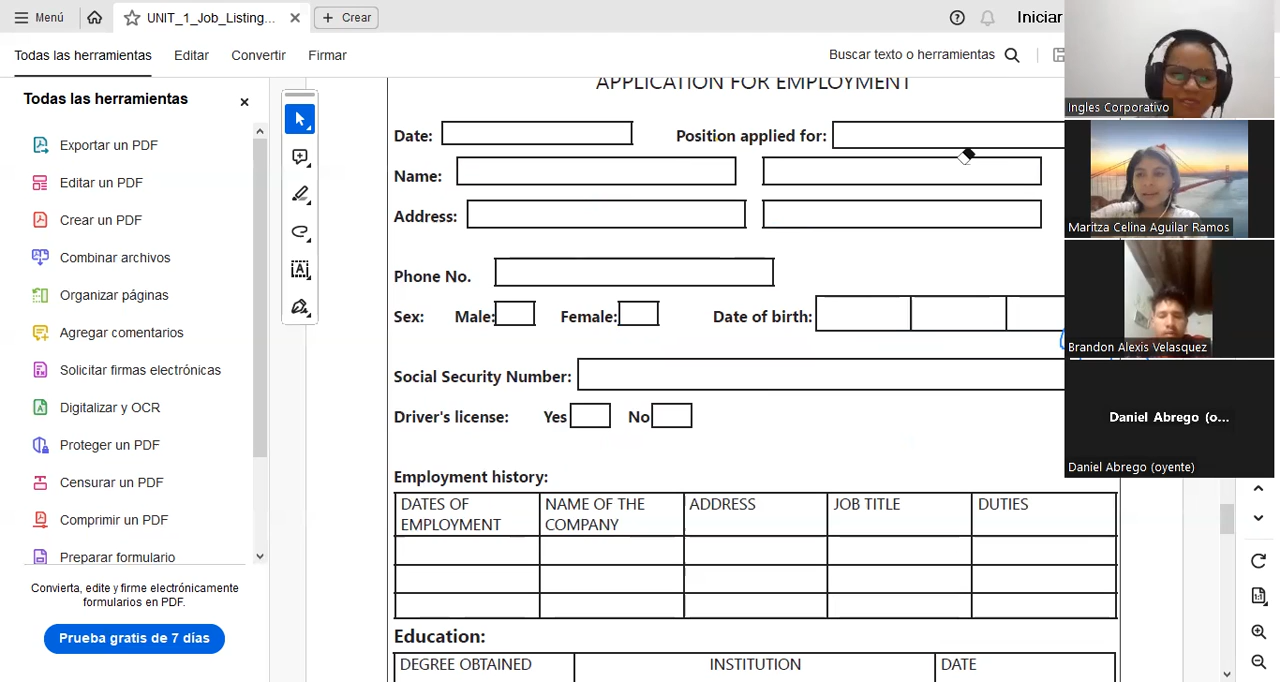 Menú
UNIT_1_Job_Listing...
Crear
Iniciar
Todas las herramientas
Editar
Convertir
Firmar
Buscar texto o herramientas
Todas las herramientas
Exportar un PDF
Editar un PDF
Crear un PDF
Combinar archivos
Organizar páginas
Agregar comentarios
Solicitar firmas electrónicas
Digitalizar y OCR
Proteger un PDF
Censurar un PDF
Comprimir un PDF
Preparar formulario
Convierta, edite y firme electrónicamente
formularios en PDF.
Prueba gratis de 7 días
APPLICATION FOR EMPLOYMENT
Date: Position applied for:
Name:
Address:
Phone No.
Sex: Male: Female: Date of birth:
Social Security Number:
Driver's license: Yes No
Employment history:
DATES OF EMPLOYMENT NAME OF THE COMPANY ADDRESS JOB TITLE DUTIES
Education:
DEGREE OBTAINED INSTITUTION DATE
Ingles Corporativo
Maritza Celina Aguilar Ramos
Brandon Alexis Velasquez
Daniel Abrego (o...
Daniel Abrego (oyente)